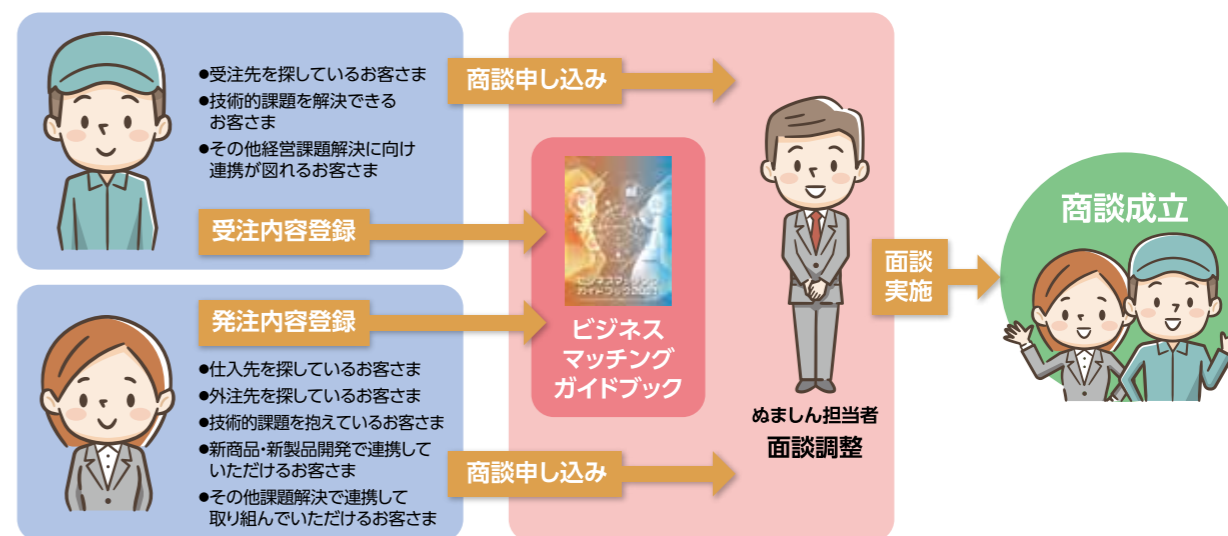 ●受注先を探しているお客さま
●技術的課題を解決できる
お客さま
●その他経営課題解決に向け
連携が図れるお客さま
受注内容登録
商談申し込み
発注内容登録
●仕入先を探しているお客さま
●外注先を探しているお客さま
●技術的課題を抱えているお客さま
●新商品・新製品開発で連携して
いただけるお客さま
●その他課題解決で連携して
取り組んでいただけるお客さま
商談申し込み
ビジネスマッチング
ビジネス
マッチング
ガイドブック
ぬましん担当者
面談調整
面談
実施
商談成立